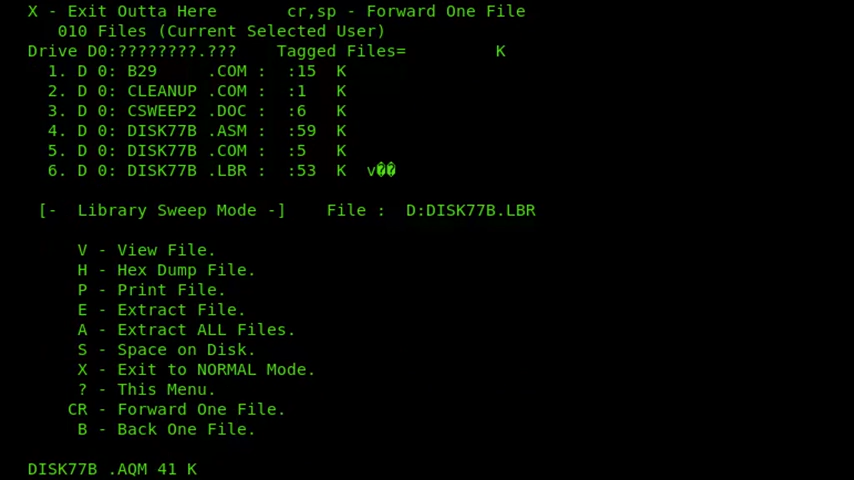 X - Exit Outta Here       cr,sp - Forward One File
010 Files (Current Selected User)
Drive D0:????????.???    Tagged Files=         K
1. D 0: B29     .COM :  :15  K
2. D 0: CLEANUP .COM :  :1   K
3. D 0: CSWEEP2 .DOC :  :6   K
4. D 0: DISK77B .ASM :  :59  K
5. D 0: DISK77B .COM :  :5   K
6. D 0: DISK77B .LBR :  :53  K  v��
[-  Library Sweep Mode -]    File :  D:DISK77B.LBR
V - View File.
H - Hex Dump File.
P - Print File.
E - Extract File.
A - Extract ALL Files.
S - Space on Disk.
X - Exit to NORMAL Mode.
? - This Menu.
CR - Forward One File.
B - Back One File.
DISK77B .AQM 41 K